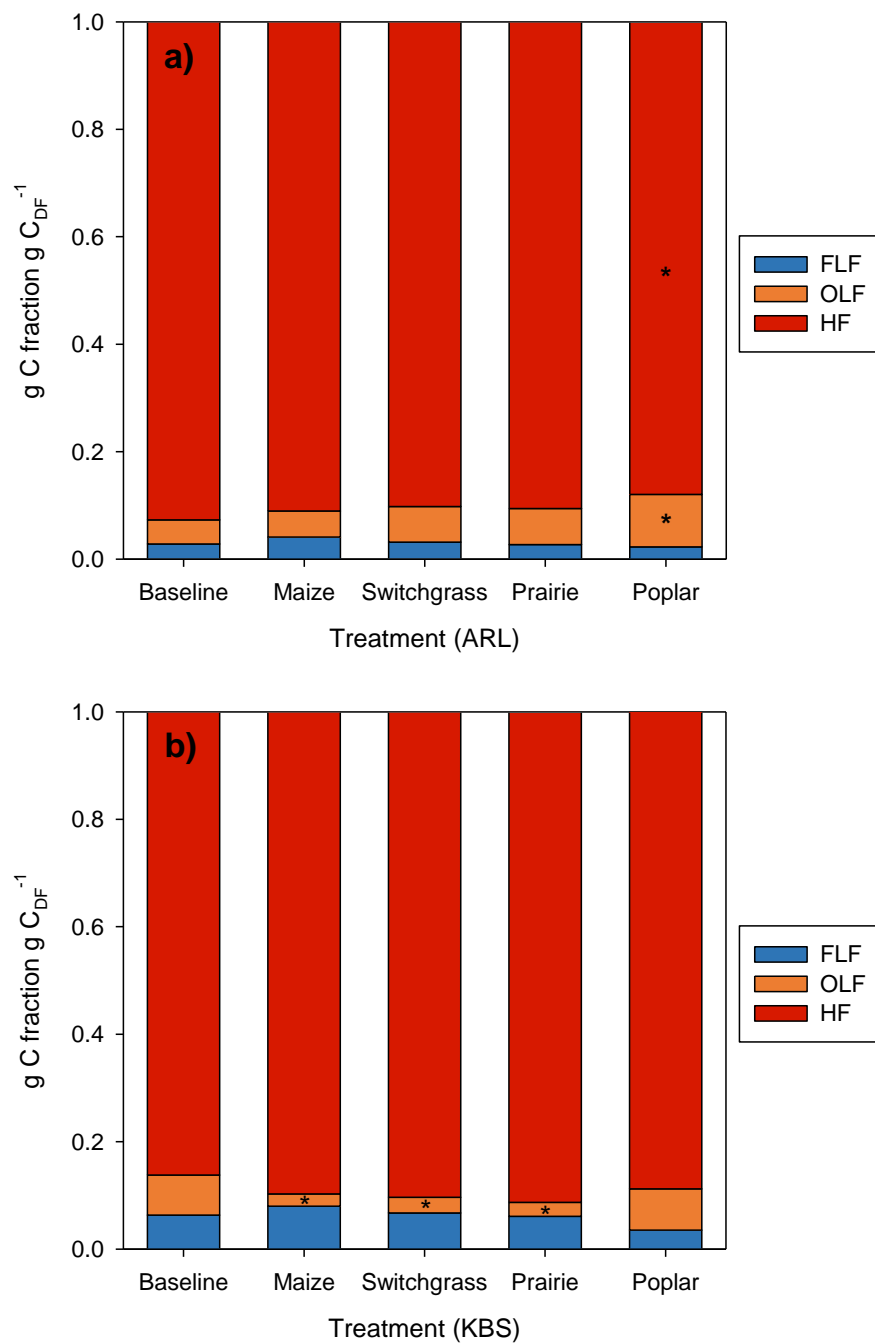 a)
1.0
0.8
0.6
0.4
0.2
0.0
g C fraction g C_DF^-1
*
*
FLF
OLF
HF
Baseline Maize Switchgrass Prairie Poplar
Treatment (ARL)
b)
1.0
0.8
0.6
0.4
0.2
0.0
g C fraction g C_DF^-1
* * *
FLF
OLF
HF
Baseline Maize Switchgrass Prairie Poplar
Treatment (KBS)